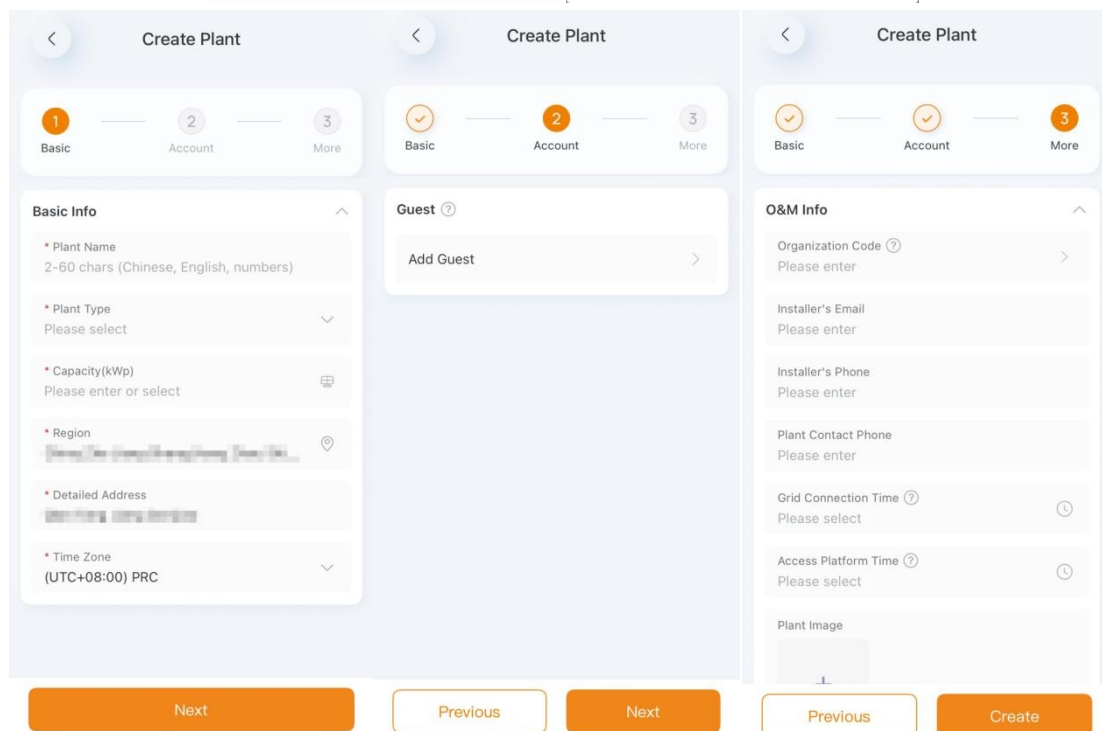 Create Plant
1
2
3
Basic
Account
More
Basic Info
* Plant Name
2-60 chars (Chinese, English, numbers)
* Plant Type
Please select
* Capacity(kWp)
Please enter or select
* Region
* Detailed Address
* Time Zone
(UTC+08:00) PRC
Next
Create Plant
2
3
Basic
Account
More
Guest ?
Add Guest
Previous
Next
Create Plant
3
Basic
Account
More
O&M Info
Organization Code ?
Please enter
Installer's Email
Please enter
Installer's Phone
Please enter
Plant Contact Phone
Please enter
Grid Connection Time ?
Please select
Access Platform Time ?
Please select
Plant Image
Previous
Create